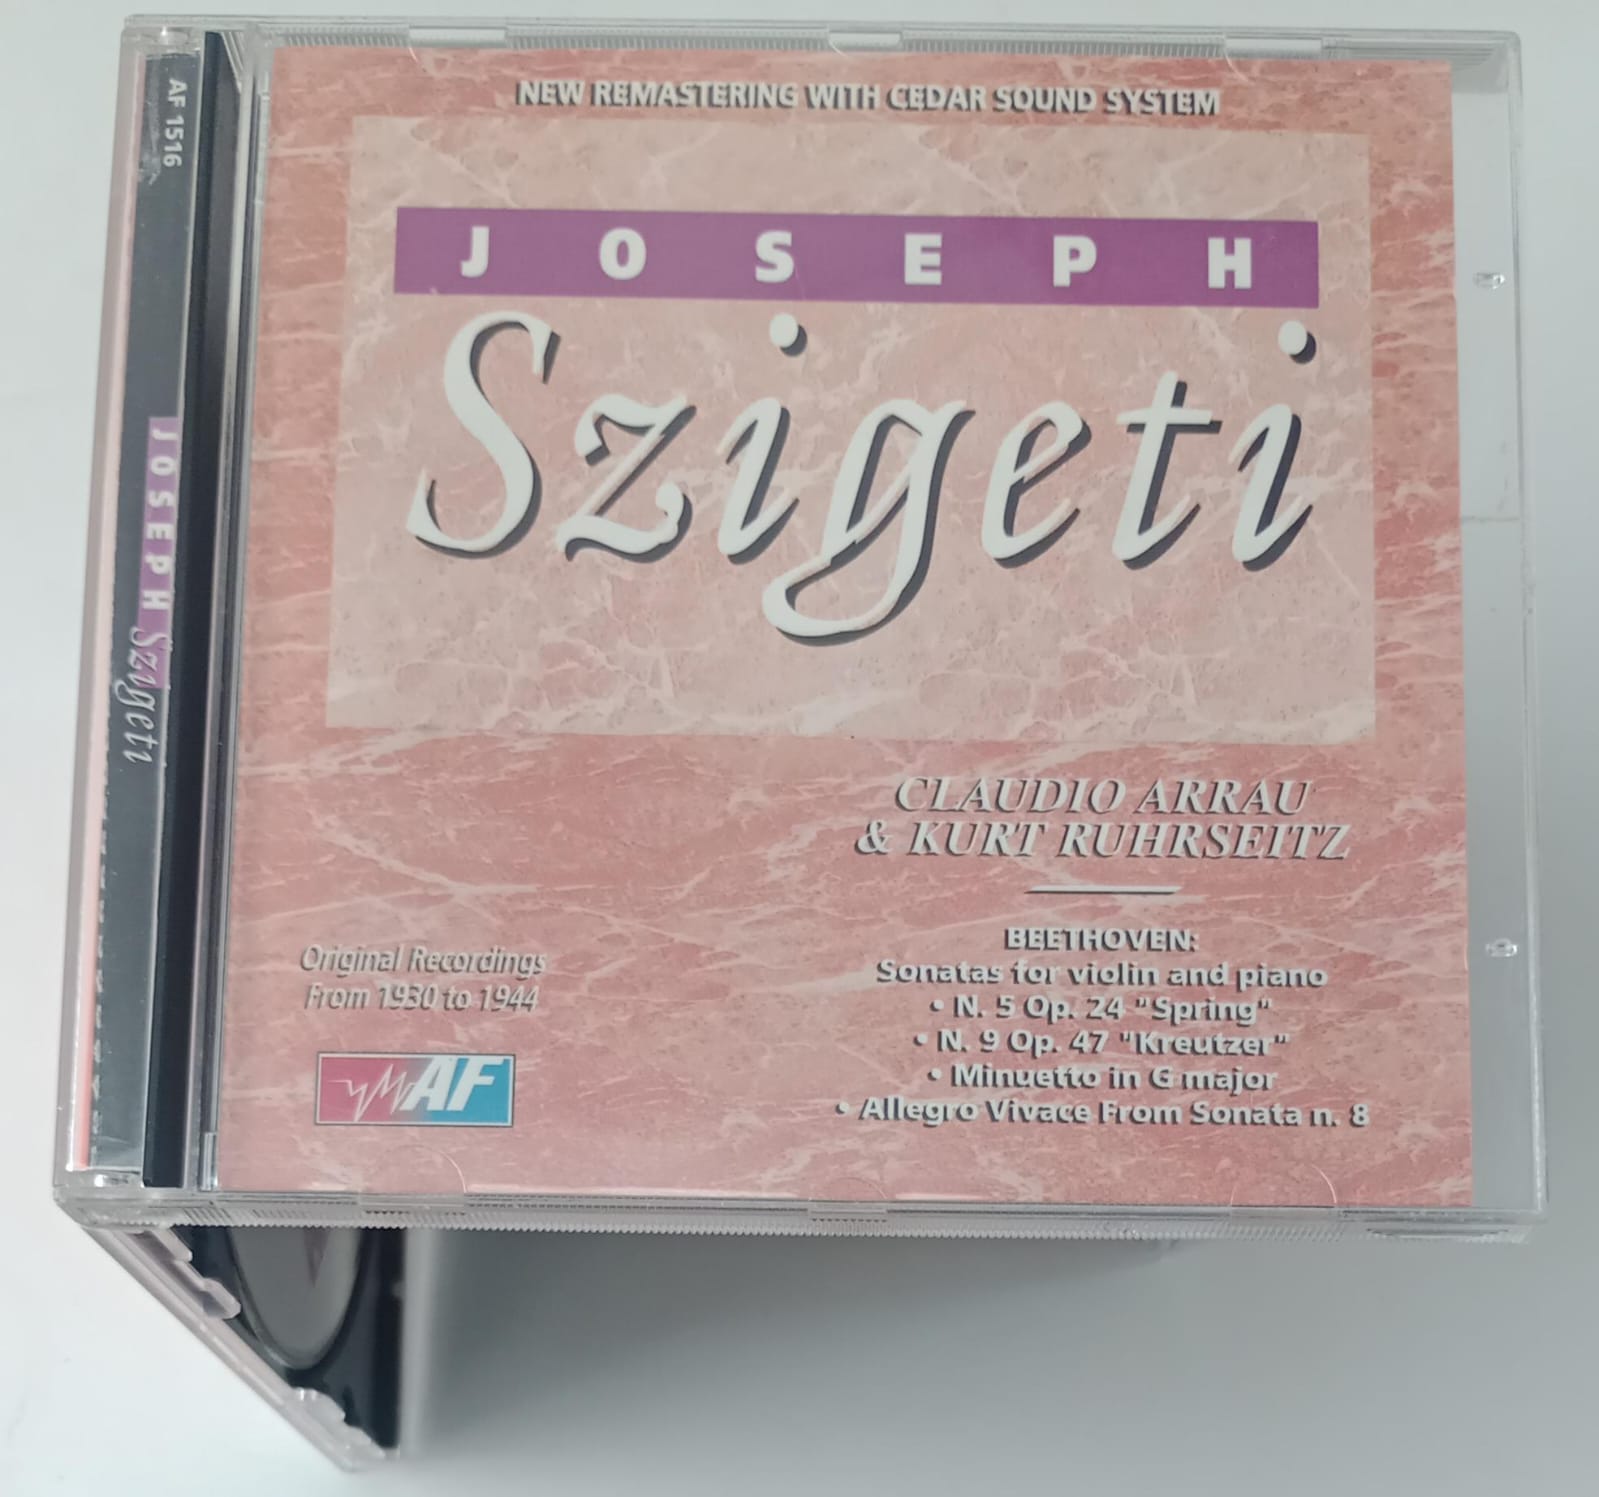 NEW REMASTERING WITH CEDAR SOUND SYSTEM
JOSEPH
Szigeti
CLAUDIO ARRAU
& KURT RUHRSEITZ
BEETHOVEN:
Sonatas for violin and piano
• N. 5 Op. 24 "Spring"
• N. 9 Op. 47 "Kreutzer"
• Minuetto in G major
• Allegro Vivace From Sonata n. 8
Original Recordings
From 1930 to 1944
AF
AF 1516
JOSEPH Szigeti